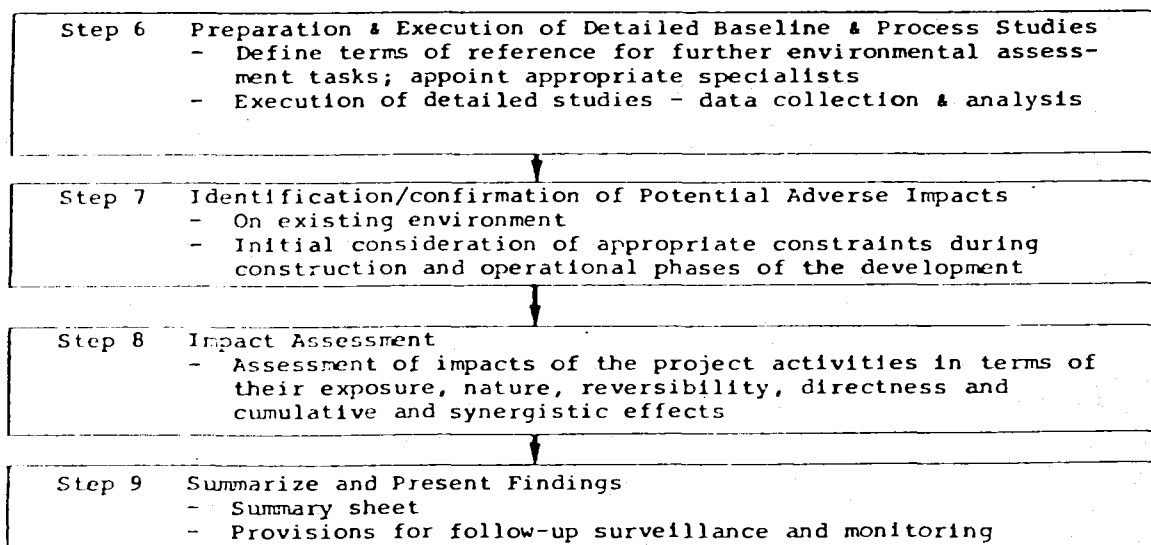 Step 6 Preparation & Execution of Detailed Baseline & Process Studies
- Define terms of reference for further environmental assess-
ment tasks; appoint appropriate specialists
- Execution of detailed studies - data collection & analysis
Step 7 Identification/confirmation of Potential Adverse Impacts
- On existing environment
- Initial consideration of appropriate constraints during
construction and operational phases of the development
Step 8 Impact Assessment
- Assessment of impacts of the project activities in terms of
their exposure, nature, reversibility, directness and
cumulative and synergistic effects
Step 9 Summarize and Present Findings
- Summary sheet
- Provisions for follow-up surveillance and monitoring